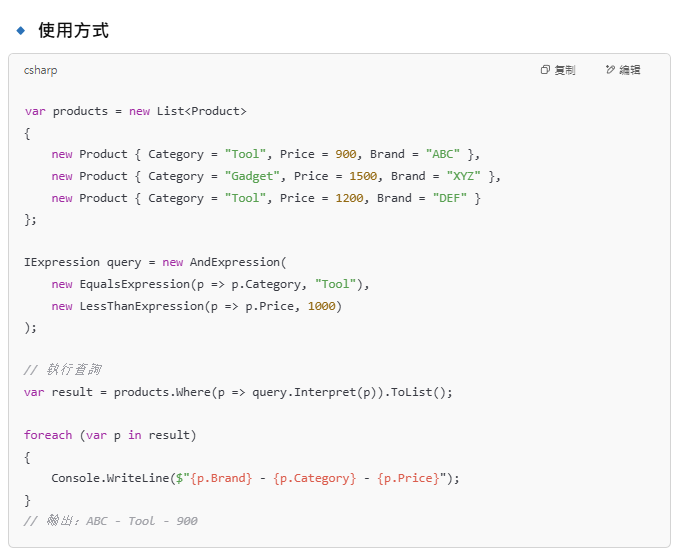 使用方式
csharp
复制
编辑
var products = new List<Product>
{
    new Product { Category = "Tool", Price = 900, Brand = "ABC" },
    new Product { Category = "Gadget", Price = 1500, Brand = "XYZ" },
    new Product { Category = "Tool", Price = 1200, Brand = "DEF" }
};
IExpression query = new AndExpression(
    new EqualsExpression(p => p.Category, "Tool"),
    new LessThanExpression(p => p.Price, 1000)
);
// 執行查詢
var result = products.Where(p => query.Interpret(p)).ToList();
foreach (var p in result)
{
    Console.WriteLine($"{p.Brand} - {p.Category} - {p.Price}");
}
// 輸出：ABC - Tool - 900